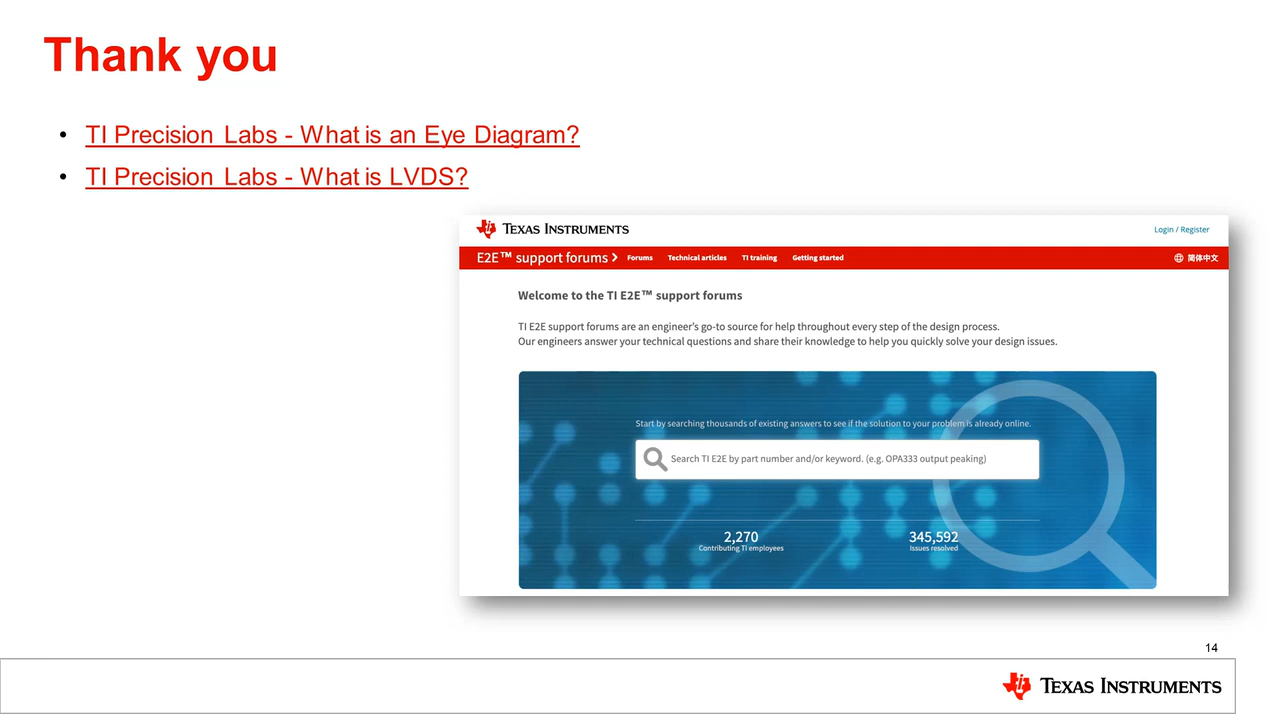 Thank you
• TI Precision Labs - What is an Eye Diagram?
• TI Precision Labs - What is LVDS?
TEXAS INSTRUMENTS
Login / Register
E2E™ support forums
Forums
Technical articles
TI training
Getting started
简体中文
Welcome to the TI E2E™ support forums
TI E2E support forums are an engineer's go-to source for help throughout every step of the design process.
Our engineers answer your technical questions and share their knowledge to help you quickly solve your design issues.
Start by searching thousands of existing answers to see if the solution to your problem is already online.
Search TI E2E by part number and/or keyword. (e.g. OPA333 output peaking)
2,270
Contributing TI employees
345,592
Issues resolved
14
TEXAS INSTRUMENTS